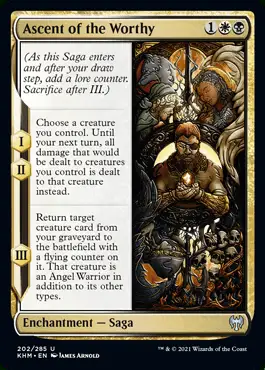 Ascent of the Worthy 1
(As this Saga enters
and after your draw
step, add a lore counter.
Sacrifice after III.)
I
II
Choose a creature
you control. Until
your next turn, all
damage that would
be dealt to creatures
you control is dealt
to that creature
instead.
III
Return target
creature card from
your graveyard to
the battlefield with
a flying counter on
it. That creature is
an Angel Warrior in
addition to its other
types.
Enchantment — Saga
202/285 U
KHM • EN JAMES ARNOLD
™ & © 2021 Wizards of the Coast